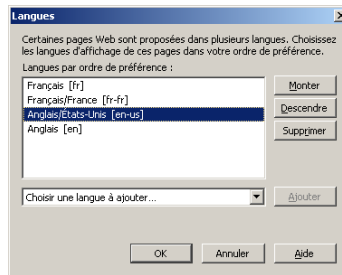 Langues
Certaines pages Web sont proposées dans plusieurs langues. Choisissez
les langues d'affichage de ces pages dans votre ordre de préférence.
Langues par ordre de préférence :
Français [fr]
Français/France [fr-fr]
Anglais/États-Unis [en-us]
Anglais [en]
Monter
Descendre
Supprimer
Choisir une langue à ajouter...
Ajouter
OK
Annuler
Aide